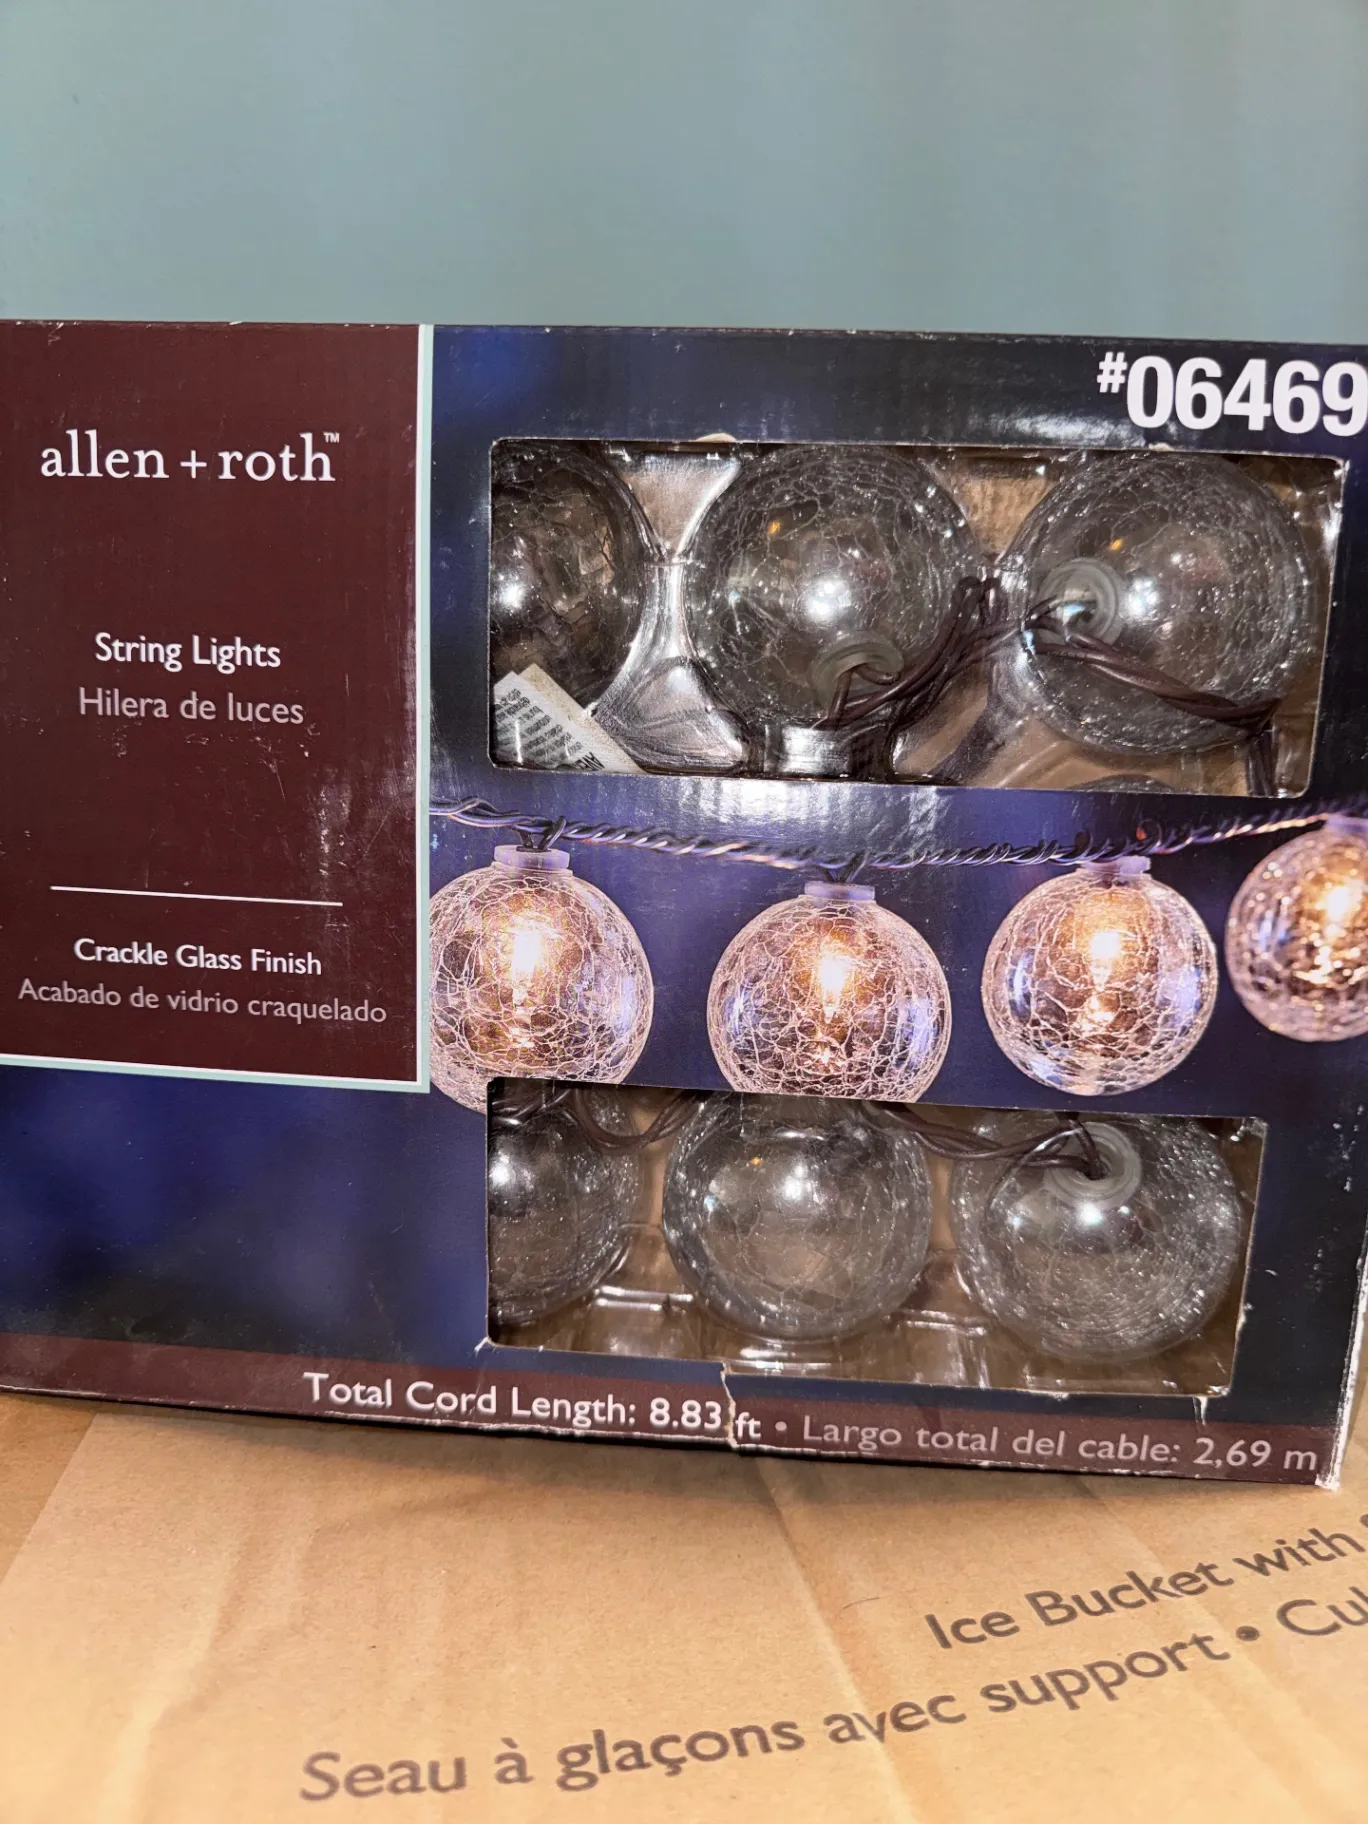 allen + roth™
#06469
String Lights
Hilera de luces
Crackle Glass Finish
Acabado de vidrio craquelado
Total Cord Length: 8.83 ft • Largo total del cable: 2,69 m
Ice Bucket with
Seau à glaçons avec support •